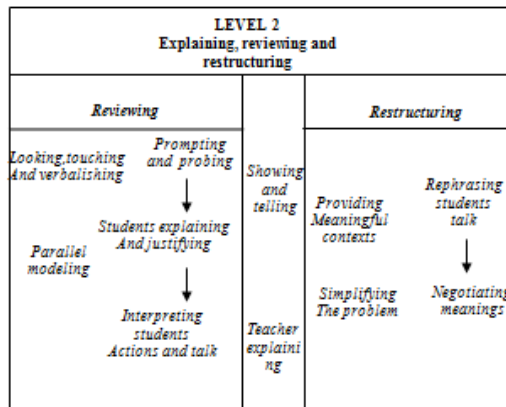 LEVEL 2
Explaining, reviewing and
restructuring
Reviewing
Looking,touching
And verbalishing
Prompting
and probing
Students explaining
And justifying
Parallel
modeling
Interpreting
students
Actions and talk
Showing
and
telling
Teacher
explaini
ng
Restructuring
Providing
Meaningful
contexts
Rephrasing
students
talk
Simplifying
The problem
Negotiating
meanings